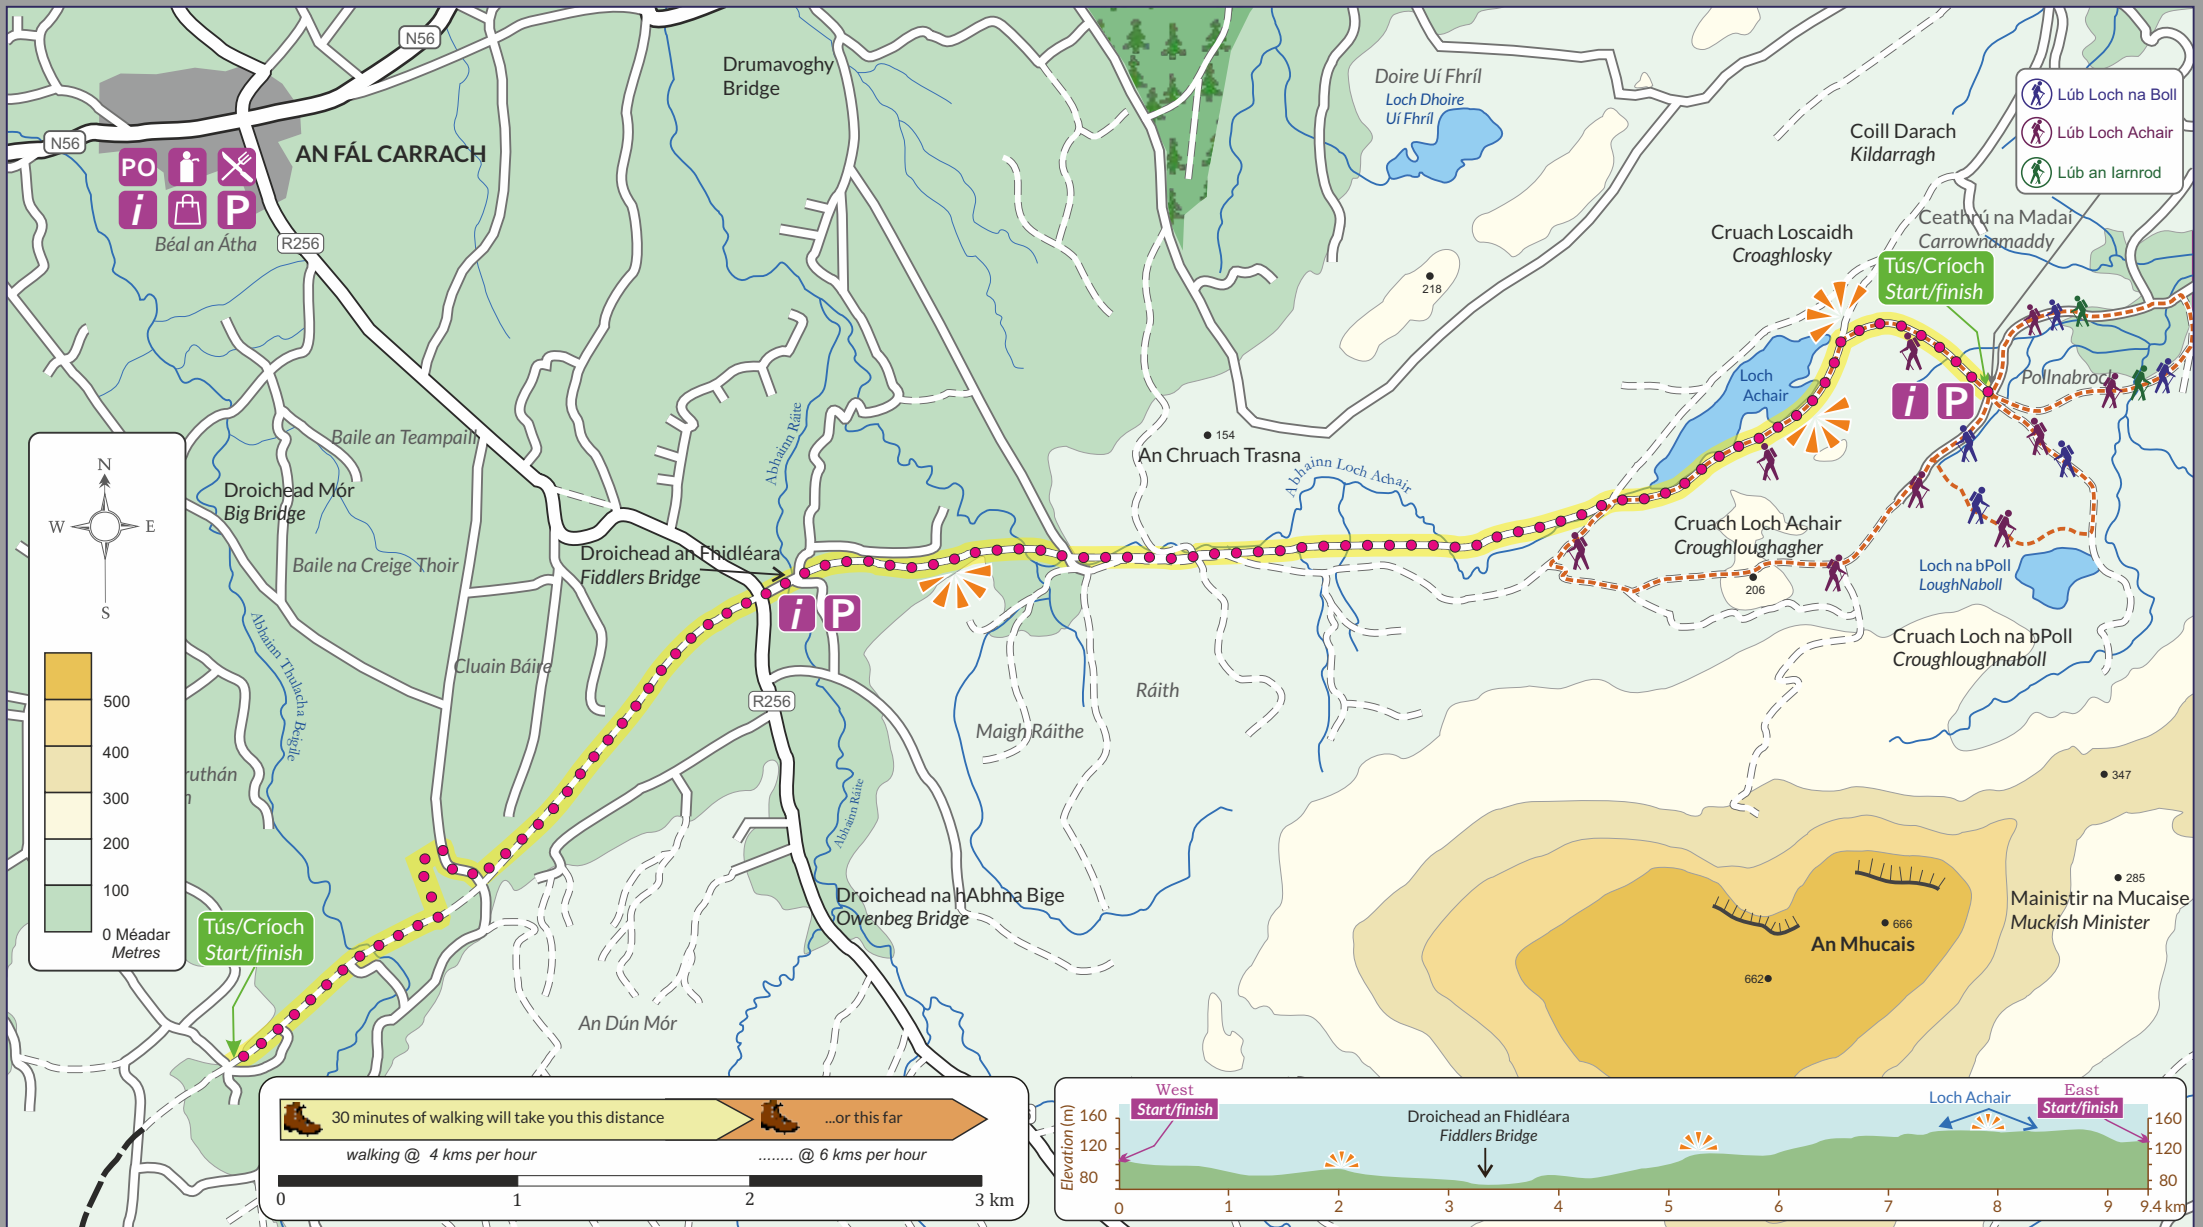 N56
N56
AN FÁL CARRACH
PO
i
P
Béal an Átha
R256
Drumavoghy
Bridge
Doire Uí Fhríl
Loch Dhoire
Uí Fhríl
218
Coill Darach
Kildarragh
Lúb Loch na Boll
Lúb Loch Achair
Lúb an Iarnrod
Cruach Loscaidh
Croaghlosky
Ceathrú na Madai
Carrownamaddy
Tús/Críoch
Start/finish
Loch
Achair
i P
Pollnabrock
154
An Chruach Trasna
Abhainn Loch Achair
Abhainn Ráite
Baile an Teampaill
Droichead Mór
Big Bridge
Baile na Creige Thoir
Droichead an Fhidléara
Fiddlers Bridge
i P
Cruach Loch Achair
Croughloughagher
206
Loch na bPoll
LoughNaboll
Cruach Loch na bPoll
Croughloughnaboll
Abhainn Thulacha Beigile
Cluain Báire
R256
Ráith
Maigh Ráithe
Abhainn Ráite
347
285
Mainistir na Mucaise
Muckish Minister
666
An Mhucais
662
Droichead na hAbhna Bige
Owenbeg Bridge
An Dún Mór
ruthán
N
W E
S
500
400
300
200
100
0 Méadar
Metres
Tús/Críoch
Start/finish
30 minutes of walking will take you this distance
...or this far
walking @ 4 kms per hour
........ @ 6 kms per hour
0 1 2 3 km
West
Start/finish
East
Start/finish
Loch Achair
Droichead an Fhidléara
Fiddlers Bridge
Elevation (m)
160
120
80
160
120
80
0 1 2 3 4 5 6 7 8 9 9.4 km